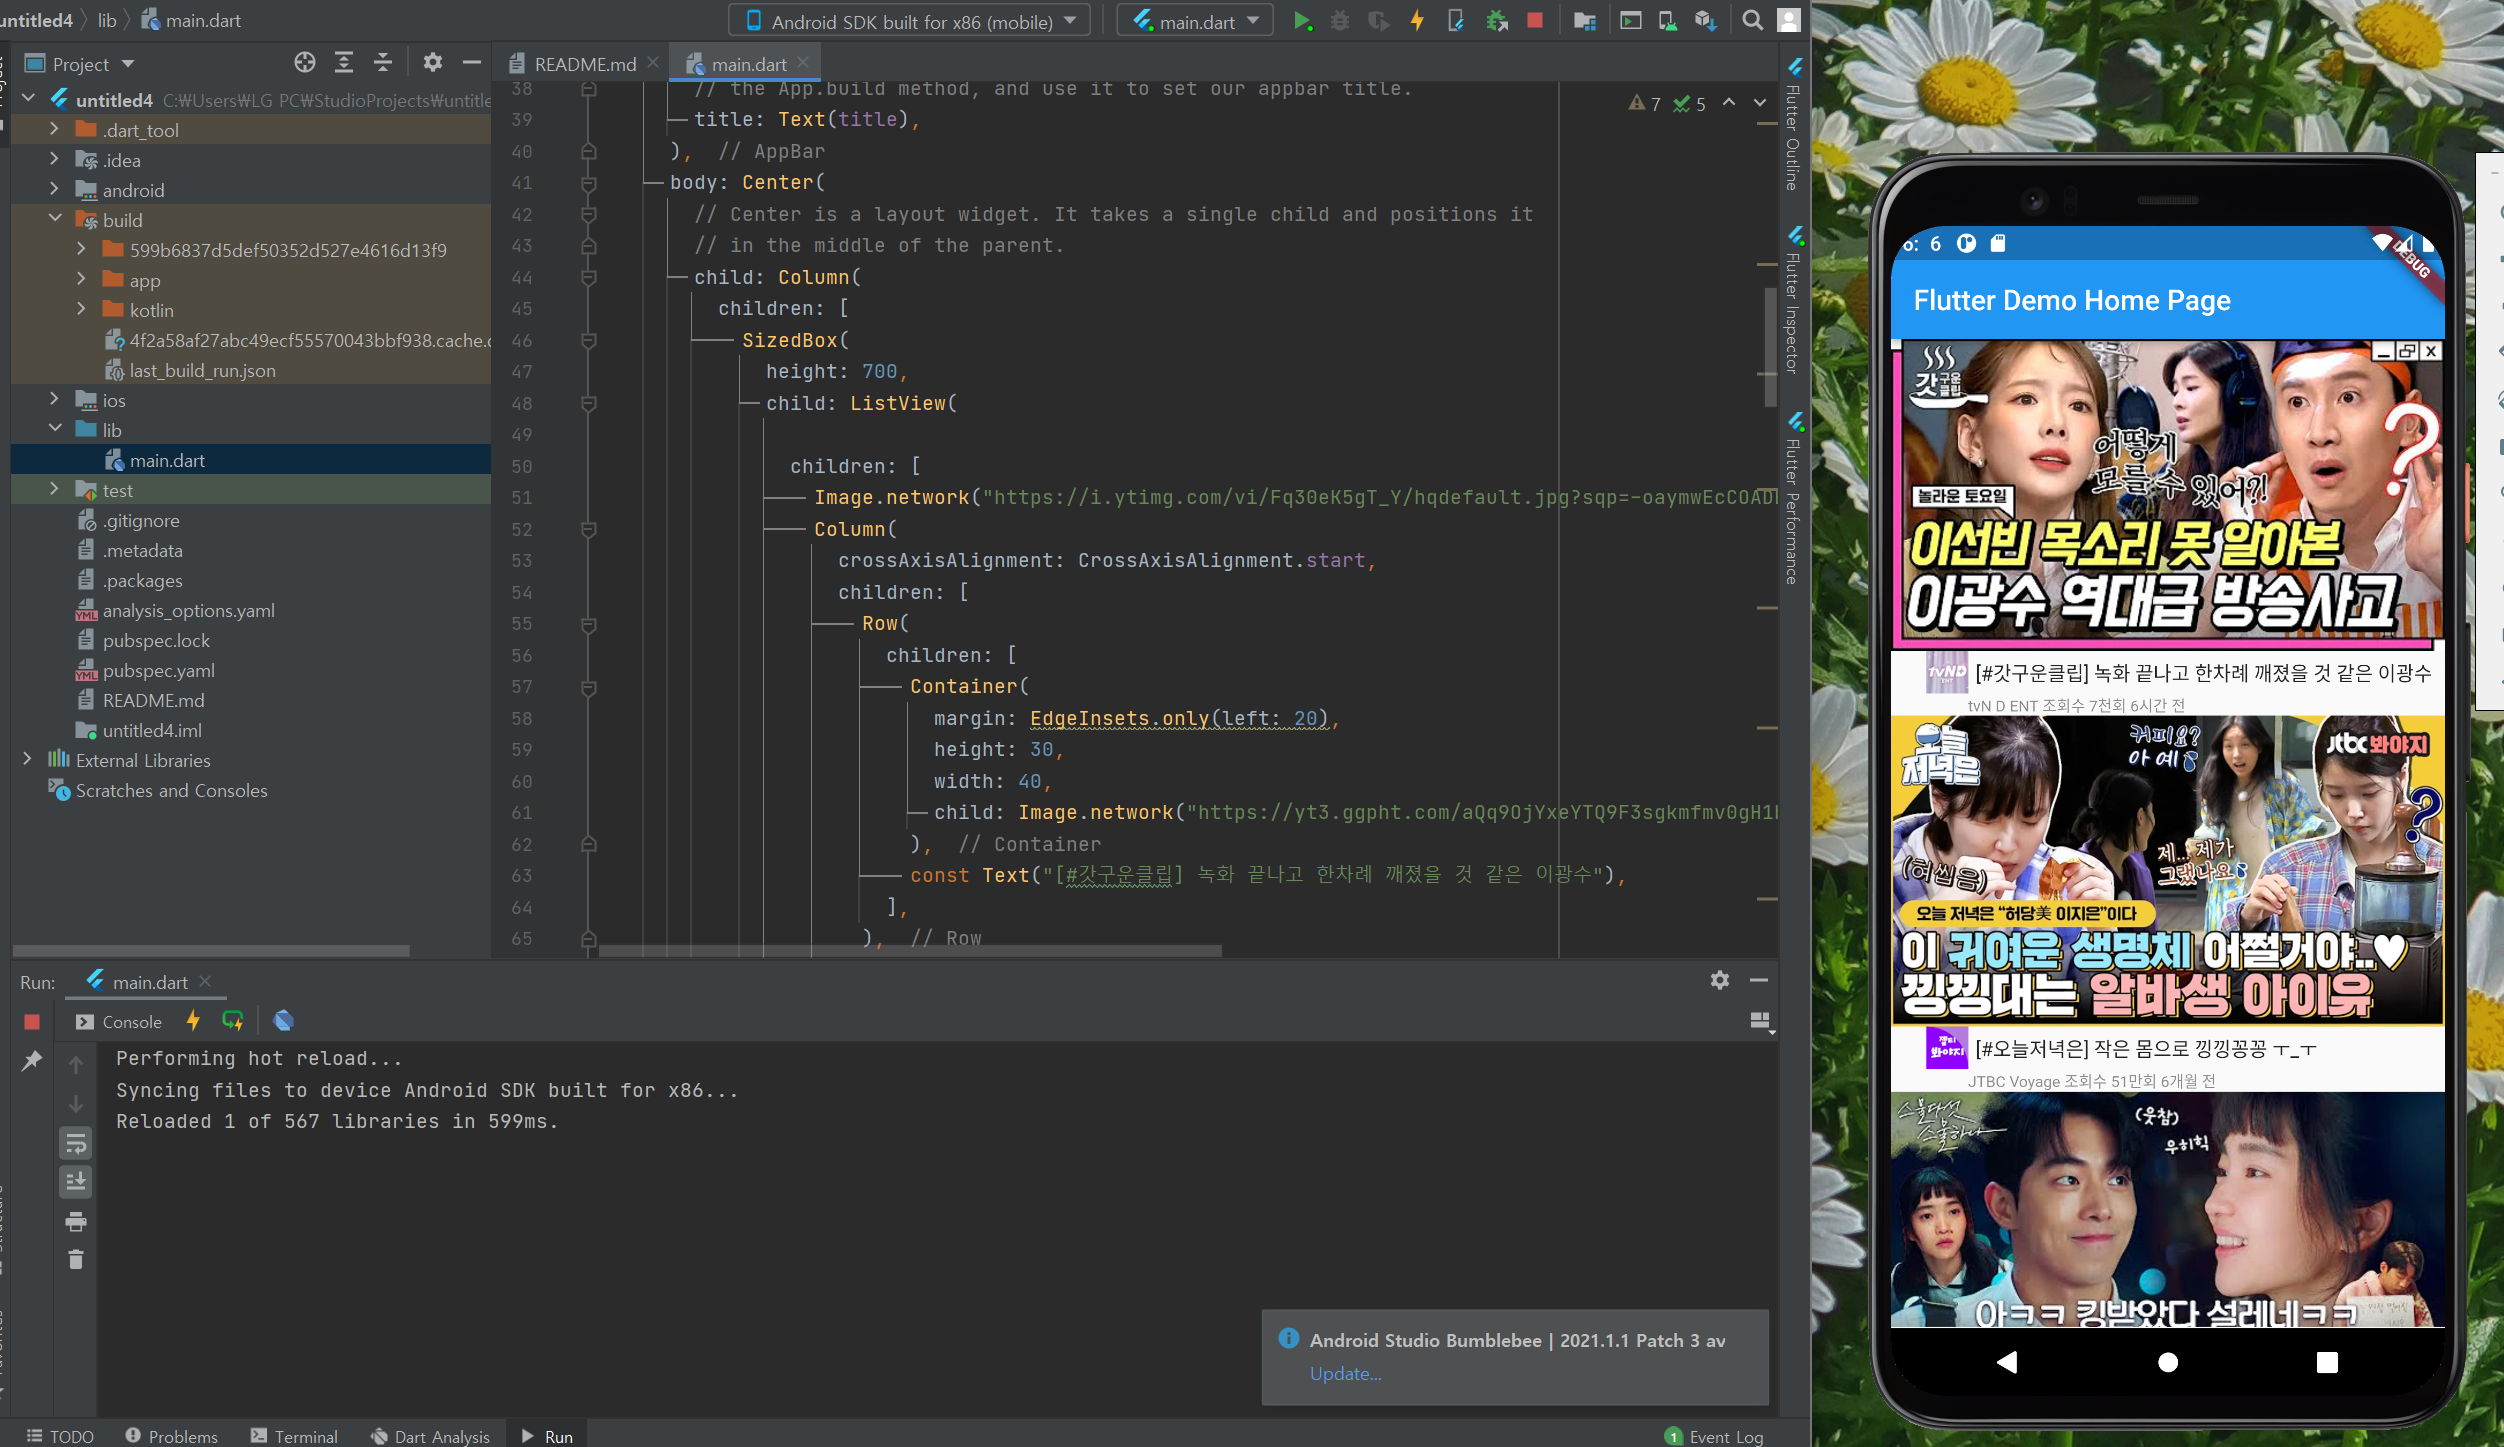 untitled4 lib main.dart
Android SDK built for x86 (mobile)
main.dart
Project
README.md
main.dart
untitled4 C:₩Users₩LG PC₩StudioProjects₩untitle
.dart_tool
.idea
android
build
599b6837d5def50352d527e4616d13f9
app
kotlin
4f2a58af27abc49ecf55570043bbf938.cache.
last_build_run.json
ios
lib
main.dart
test
.gitignore
.metadata
.packages
analysis_options.yaml
pubspec.lock
pubspec.yaml
README.md
untitled4.iml
External Libraries
Scratches and Consoles
7 5
38 // the App.build method, and use it to set our appbar title.
39 title: Text(title),
40 ), // AppBar
41 body: Center(
42 // Center is a layout widget. It takes a single child and positions it
43 // in the middle of the parent.
44 child: Column(
45 children: [
46 SizedBox(
47 height: 700,
48 child: ListView(
49
50 children: [
51 Image.network("https://i.ytimg.com/vi/Fq30eK5gT_Y/hqdefault.jpg?sqp=-oaymwEcCOAD
52 Column(
53 crossAxisAlignment: CrossAxisAlignment.start,
54 children: [
55 Row(
56 children: [
57 Container(
58 margin: EdgeInsets.only(left: 20),
59 height: 30,
60 width: 40,
61 child: Image.network("https://yt3.ggpht.com/aQq9OjYxeYTQ9F3sgkmfmv0gH1
62 ), // Container
63 const Text("[#갓구운클립] 녹화 끝나고 한차례 깨졌을 것 같은 이광수"),
64 ],
65 ), // Row
Flutter Outline
Flutter Inspector
Flutter Performance
Run: main.dart
Console
Performing hot reload...
Syncing files to device Android SDK built for x86...
Reloaded 1 of 567 libraries in 599ms.
Android Studio Bumblebee | 2021.1.1 Patch 3 av
Update...
TODO
Problems
Terminal
Dart Analysis
Run
1 Event Log
6
DEBUG
Flutter Demo Home Page
갓구운클립
어떻게
모를수 있어?!
?
놀라운 토요일
이선빈 목소리 못 알아본
이광수 역대급 방송사고
tvND
ENT
[#갓구운클립] 녹화 끝나고 한차례 깨졌을 것 같은 이광수
tvN D ENT 조회수 7천회 6시간 전
오늘
저녁은
커피요?
아 예
jtbc 봐야지
?
제... 제가
그랬나요
(혀씹음)
오늘 저녁은 "허당美 이지은"이다
이 귀여운 생명체 어쩔거야..♥
낑낑대는 알바생 아이유
봐야지
[#오늘저녁은] 작은 몸으로 낑낑꽁꽁 ㅜ_ㅜ
JTBC Voyage 조회수 51만회 6개월 전
스물다섯
스물하나
(웃참)
우히힉
아ㅋㅋ 킹받았다 설레네ㅋㅋ